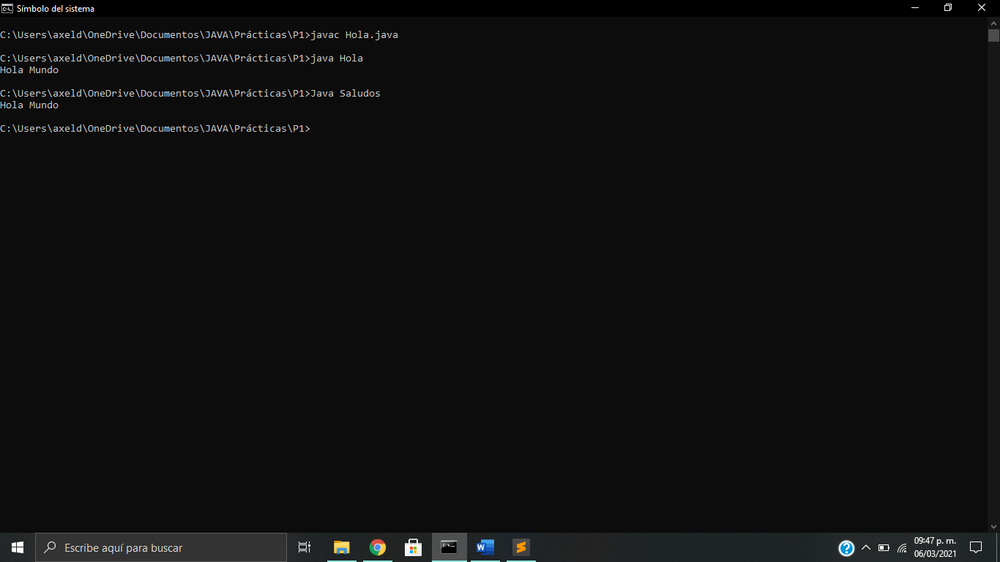 Símbolo del sistema
C:\Users\axeld\OneDrive\Documentos\JAVA\Prácticas\P1>javac Hola.java
C:\Users\axeld\OneDrive\Documentos\JAVA\Prácticas\P1>java Hola
Hola Mundo
C:\Users\axeld\OneDrive\Documentos\JAVA\Prácticas\P1>Java Saludos
Hola Mundo
C:\Users\axeld\OneDrive\Documentos\JAVA\Prácticas\P1>
Escribe aquí para buscar
09:47 p. m.
06/03/2021